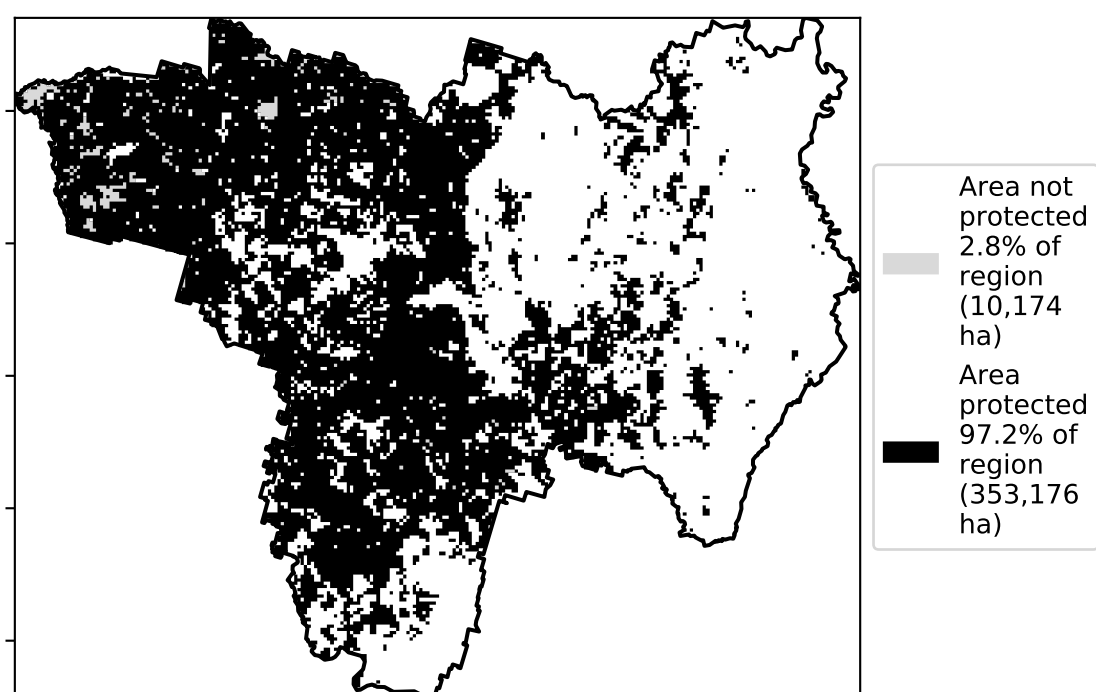 Area not
protected
2.8% of
region
(10,174
ha)
Area
protected
97.2% of
region
(353,176
ha)